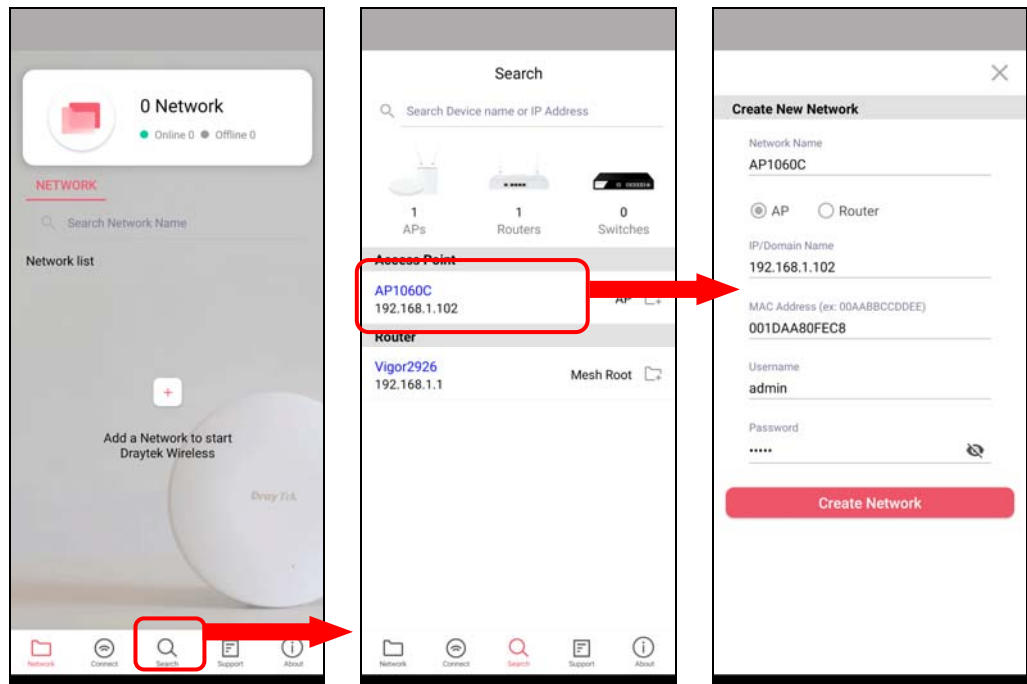 0 Network
Online 0 Offline 0
NETWORK
Search Network Name
Network list
+
Add a Network to start
Draytek Wireless
DrayTek
Network Connect Search Support About
Search
Search Device name or IP Address
1 1 0
APs Routers Switches
Access Point
AP1060C
192.168.1.102
AP
Router
Vigor2926
192.168.1.1
Mesh Root
Network Connect Search Support About
Create New Network
Network Name
AP1060C
AP Router
IP/Domain Name
192.168.1.102
MAC Address (ex: 00AABBCCDDEE)
001DAA80FEC8
Username
admin
Password
•••••
Create Network